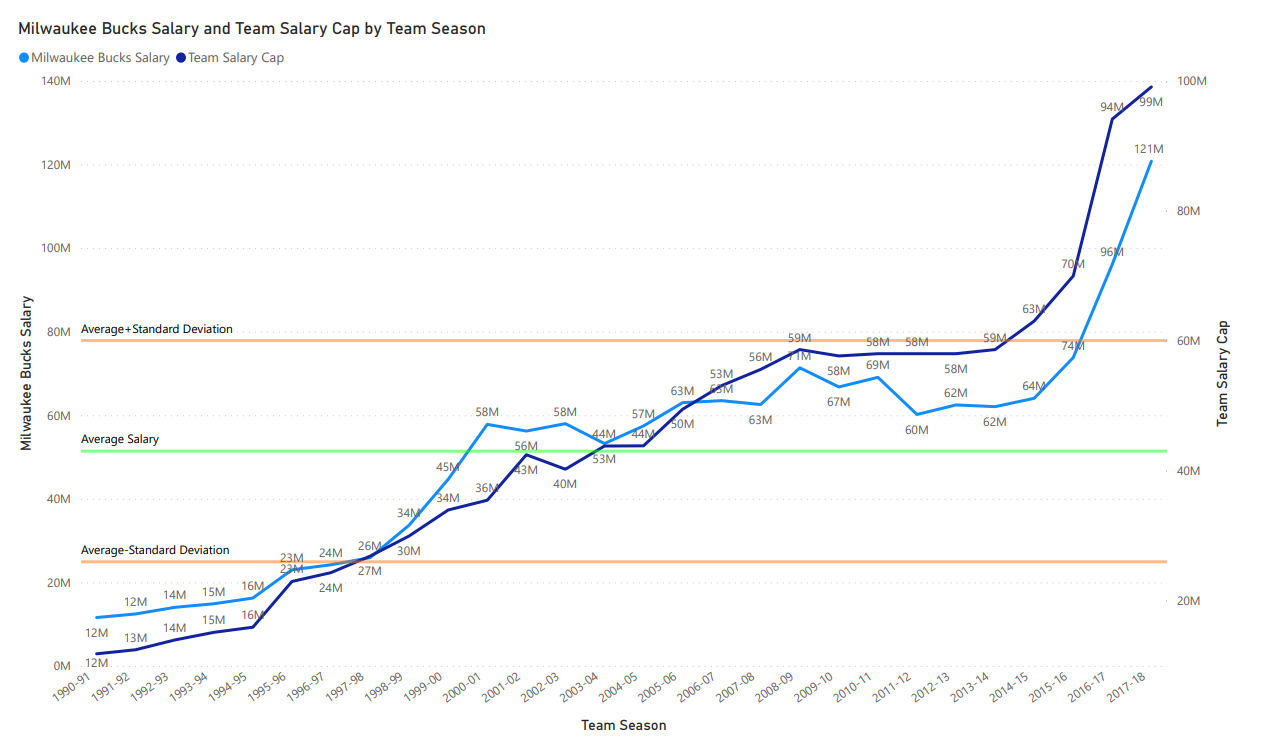 Milwaukee Bucks Salary and Team Salary Cap by Team Season
Milwaukee Bucks Salary Team Salary Cap
140M
120M
100M
80M
60M
40M
20M
0M
Milwaukee Bucks Salary
100M
80M
60M
40M
20M
Team Salary Cap
Average+Standard Deviation
Average Salary
Average-Standard Deviation
12M 12M 14M 15M 16M 23M 24M 26M 34M 45M 58M 56M 58M 53M 57M 63M 63M 63M 71M 67M 69M 60M 62M 62M 64M 74M 96M 121M
12M 13M 14M 15M 16M 23M 24M 27M 30M 34M 36M 43M 40M 44M 44M 50M 53M 56M 59M 58M 58M 58M 58M 59M 63M 70M 94M 99M
1990-91 1991-92 1992-93 1993-94 1994-95 1995-96 1996-97 1997-98 1998-99 1999-00 2000-01 2001-02 2002-03 2003-04 2004-05 2005-06 2006-07 2007-08 2008-09 2009-10 2010-11 2011-12 2012-13 2013-14 2014-15 2015-16 2016-17 2017-18
Team Season